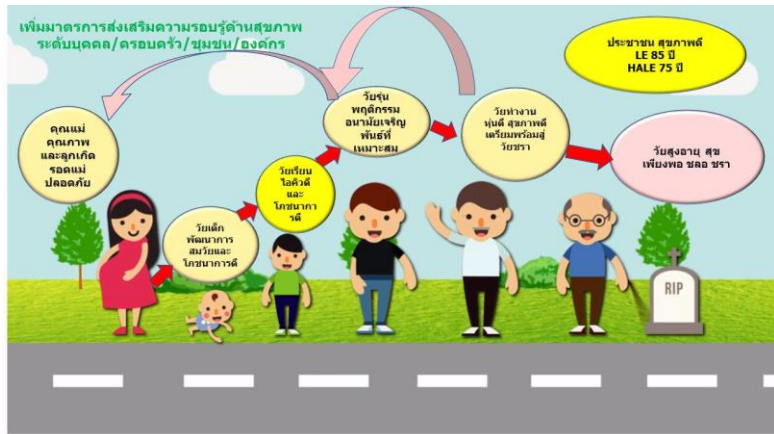 เพิ่มมาตรการส่งเสริมความรอบรู้ด้านสุขภาพ
ระดับบุคคล/ครอบครัว/ชุมชน/องค์กร
ประชาชน สุขภาพดี
LE 85 ปี
HALE 75 ปี
คุณแม่
คุณภาพ
และลูกเกิด
รอดแม่
ปลอดภัย
วัยเด็ก
พัฒนาการ
สมวัยและ
โภชนาการดี
วัยเรียน
ไอคิวดี
และ
โภชนากา
รดี
วัยรุ่น
พฤติกรรม
อนามัยเจริญ
พันธ์ที่
เหมาะสม
วัยทำงาน
หุ่นดี สุขภาพดี
เตรียมพร้อมสู่
วัยชรา
วัยสูงอายุ สุข
เพียงพอ ชลอ ชรา
RIP